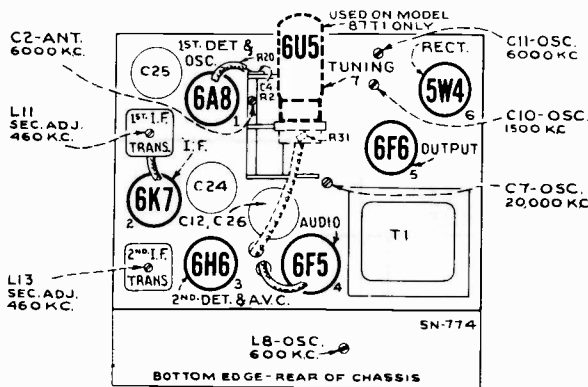 C2-ANT.
6000 K.C.
L11
SEC. ADJ.
460 KC.
L13
SEC. ADJ.
460 KC.
1ST. DET &
OSC.
R20
C25
6A8
1
C4
R2
USED ON MODEL
87T1 ONLY
6U5
TUNING
7
R31
RECT.
5W4
6
6F6
OUTPUT
5
C11-OSC.
6000 KC
C10-OSC.
1500 KC
C7-OSC.
20,000 KC
1ST. I.F.
TRANS.
I.F.
6K7
2
C24
C12, C26
AUDIO
T1
2ND. I.F.
TRANS
6H6
3
2ND. DET. & A.V.C.
6F5
4
SN-774
L8-OSC.
600 K.C.
BOTTOM EDGE-REAR OF CHASSIS